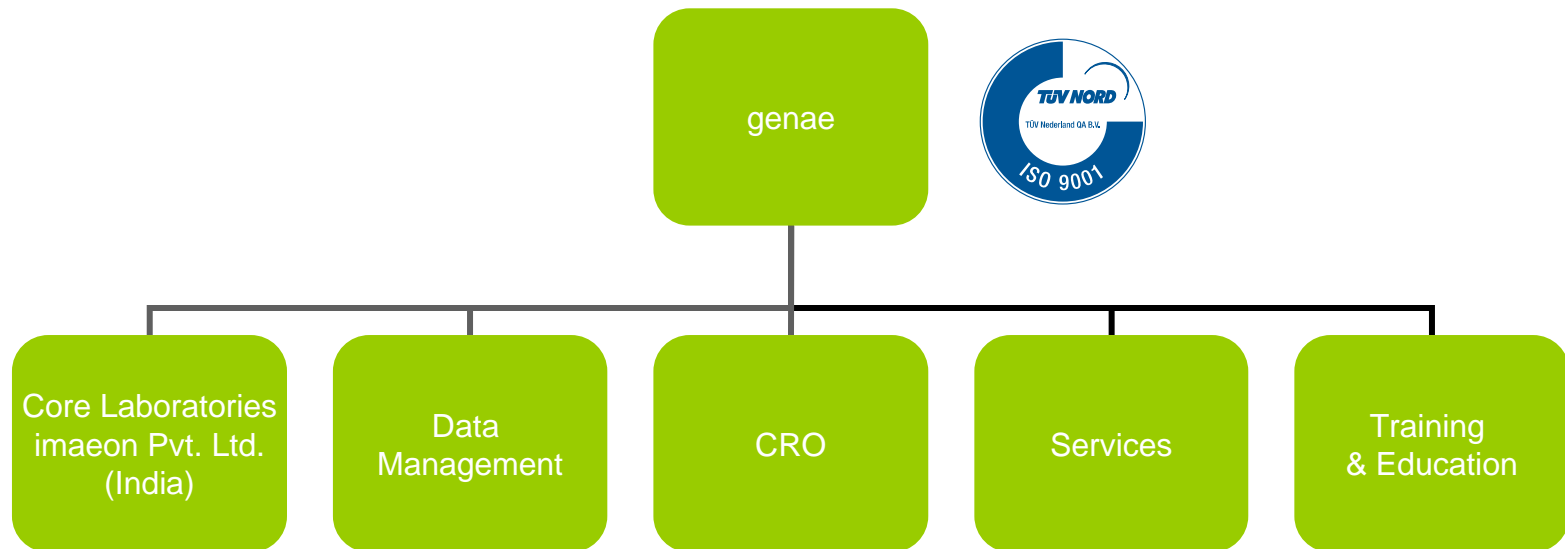 genae
TÜV NORD
TÜV Nederland QA B.V.
ISO 9001
Core Laboratories
imaeon Pvt. Ltd.
(India)
Data
Management
CRO
Services
Training
& Education